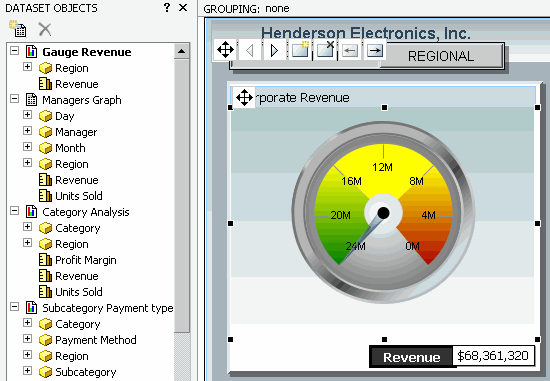 DATASET OBJECTS ? ×
Gauge Revenue
Region
Revenue
Managers Graph
Day
Manager
Month
Region
Revenue
Units Sold
Category Analysis
Category
Region
Profit Margin
Revenue
Units Sold
Subcategory Payment type
Category
Payment Method
Region
Subcategory
GROUPING: none
Henderson Electronics, Inc.
REGIONAL
rporate Revenue
12M
16M 8M
20M 4M
24M 0M
Revenue $68,361,320